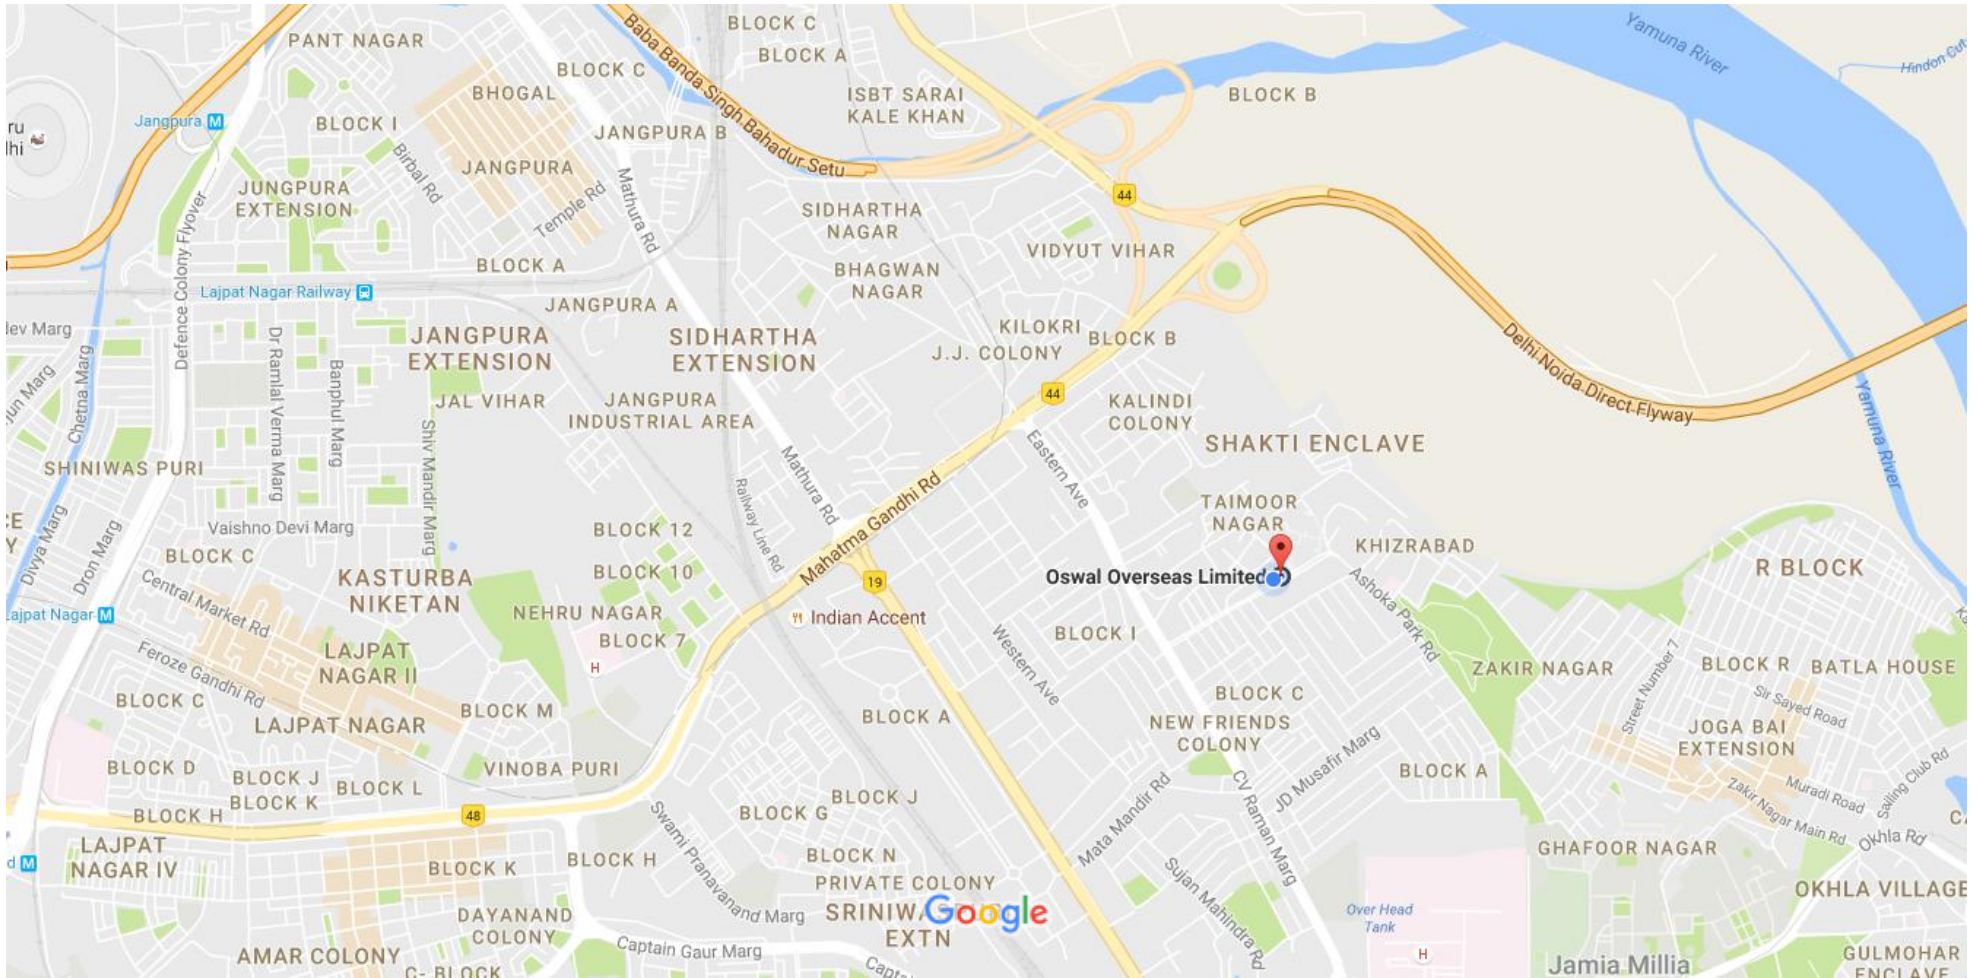 BLOCK C
PANT NAGAR
BLOCK C
BLOCK A
Baba Banda Singh Bahadur Setu
Yamuna River
Hindon Cut
BHOGAL
ISBT SARAI
KALE KHAN
BLOCK B
Jangpura M
BLOCK I
JANGPURA B
Birbal Rd
JANGPURA
Mathura Rd
JUNGPURA
EXTENSION
Temple Rd
44
SIDHARTHA
NAGAR
Defence Colony Flyover
VIDYUT VIHAR
BLOCK A
BHAGWAN
NAGAR
Lajpat Nagar Railway
JANGPURA A
dev Marg
JANGPURA
EXTENSION
SIDHARTHA
EXTENSION
KILOKRI
J.J. COLONY
BLOCK B
Delhi Noida Direct Flyway
Chetna Marg
Dr Ramlal Verma Marg
Banphul Marg
44
JAL VIHAR
JANGPURA
INDUSTRIAL AREA
KALINDI
COLONY
Yamuna River
SHAKTI ENCLAVE
Shiv Mandir Marg
SHINIWAS PURI
Mathura Rd
Eastern Ave
Railway Line Rd
Mahatma Gandhi Rd
TAIMOOR
NAGAR
Vaishno Devi Marg
BLOCK 12
Divya Marg
Dron Marg
BLOCK C
KHIZRABAD
Central Market Rd
KASTURBA
NIKETAN
BLOCK 10
19
Oswal Overseas Limited
Ashoka Park Rd
R BLOCK
Lajpat Nagar M
NEHRU NAGAR
Indian Accent
BLOCK 7
H
BLOCK I
Western Ave
LAJPAT
NAGAR II
Feroze Gandhi Rd
ZAKIR NAGAR
Street Number 7
BLOCK R
BATLA HOUSE
BLOCK C
BLOCK C
Sir Sayed Road
LAJPAT NAGAR
BLOCK M
BLOCK A
NEW FRIENDS
COLONY
JOGA BAI
EXTENSION
JD Musafir Marg
BLOCK D
BLOCK J
BLOCK K
BLOCK L
VINOBA PURI
BLOCK A
CV Raman Marg
Zakir Nagar Main Rd
Muradi Road
Sailing Club Rd
BLOCK H
48
BLOCK G
BLOCK J
Mata Mandir Rd
Okhla Rd
LAJPAT
NAGAR IV
Swami Pranavanand Marg
BLOCK K
BLOCK H
BLOCK N
GHAFOOR NAGAR
PRIVATE COLONY
Sujan Mahindra Rd
OKHLA VILLAGE
DAYANAND
COLONY
Google
EXTN
Over Head
Tank
AMAR COLONY
Captain Gaur Marg
H
C- BLOCK
Jamia Millia
GULMOHAR
ENCLAVE